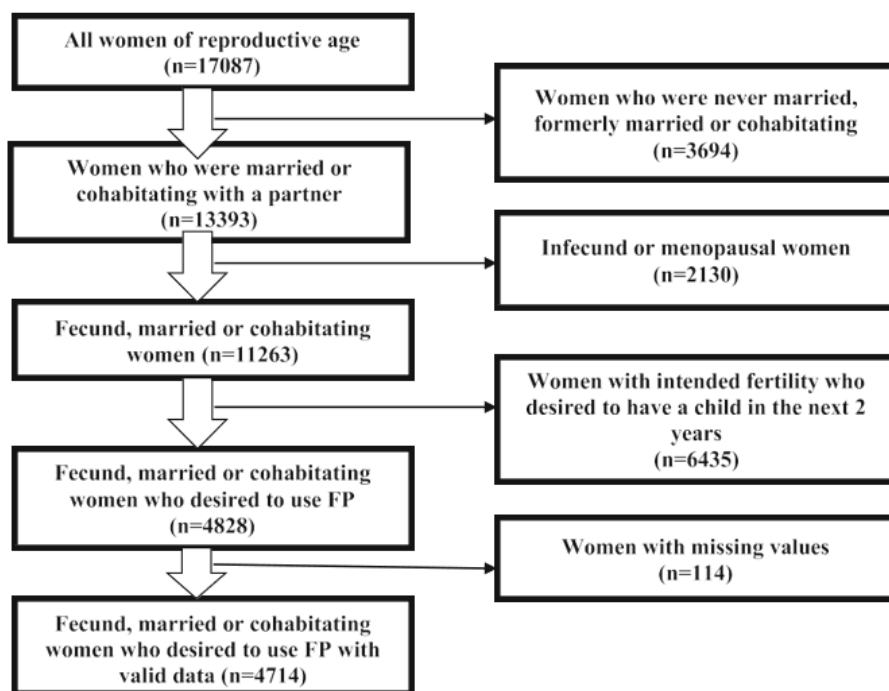 All women of reproductive age
(n=17087)
Women who were never married,
formerly married or cohabitating
(n=3694)
Women who were married or
cohabitating with a partner
(n=13393)
Infecund or menopausal women
(n=2130)
Fecund, married or cohabitating
women (n=11263)
Women with intended fertility who
desired to have a child in the next 2
years
(n=6435)
Fecund, married or cohabitating
women who desired to use FP
(n=4828)
Women with missing values
(n=114)
Fecund, married or cohabitating
women who desired to use FP with
valid data (n=4714)